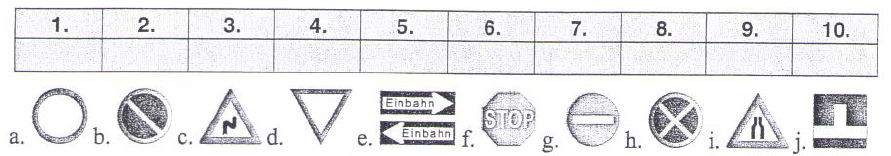 1. 2. 3. 4. 5. 6. 7. 8. 9. 10.
a. b. c. d. e. Einbahn f. STOP g. h. i. j.
Einbahn